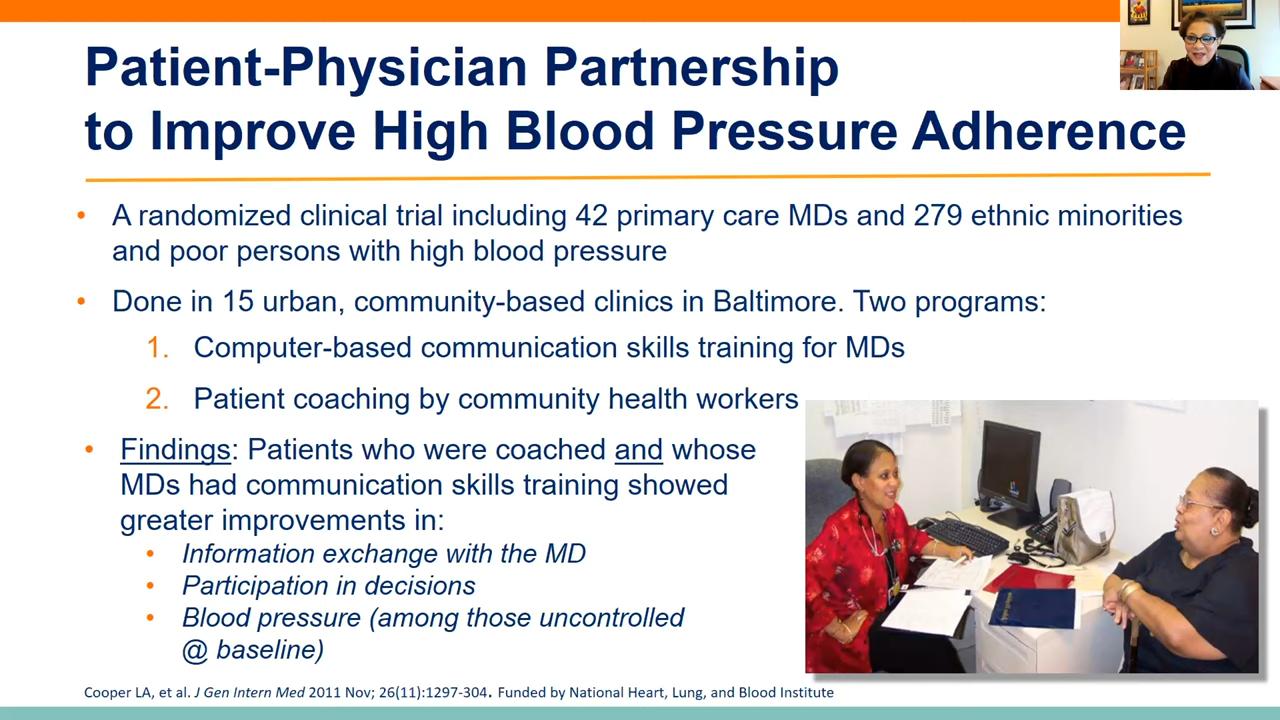 Patient-Physician Partnership
to Improve High Blood Pressure Adherence
• A randomized clinical trial including 42 primary care MDs and 279 ethnic minorities
and poor persons with high blood pressure
• Done in 15 urban, community-based clinics in Baltimore. Two programs:
1. Computer-based communication skills training for MDs
2. Patient coaching by community health workers
• Findings: Patients who were coached and whose
MDs had communication skills training showed
greater improvements in:
• Information exchange with the MD
• Participation in decisions
• Blood pressure (among those uncontrolled
@ baseline)
Cooper LA, et al. J Gen Intern Med 2011 Nov; 26(11):1297-304. Funded by National Heart, Lung, and Blood Institute